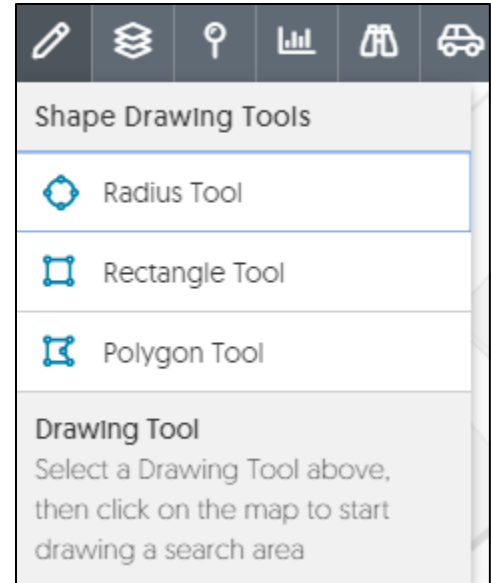 Shape Drawing Tools
Radius Tool
Rectangle Tool
Polygon Tool
Drawing Tool
Select a Drawing Tool above,
then click on the map to start
drawing a search area